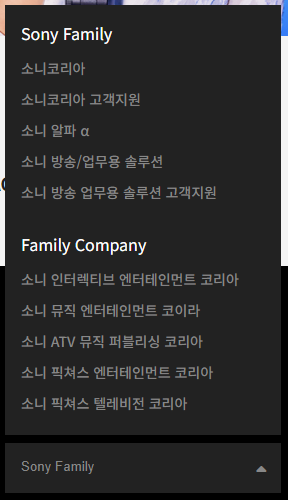 Sony Family
소니코리아
소니코리아 고객지원
소니 알파 α
소니 방송/업무용 솔루션
소니 방송 업무용 솔루션 고객지원
Family Company
소니 인터렉티브 엔터테인먼트 코리아
소니 뮤직 엔터테인먼트 코이라
소니 ATV 뮤직 퍼블리싱 코리아
소니 픽쳐스 엔터테인먼트 코리아
소니 픽쳐스 텔레비전 코리아
Sony Family